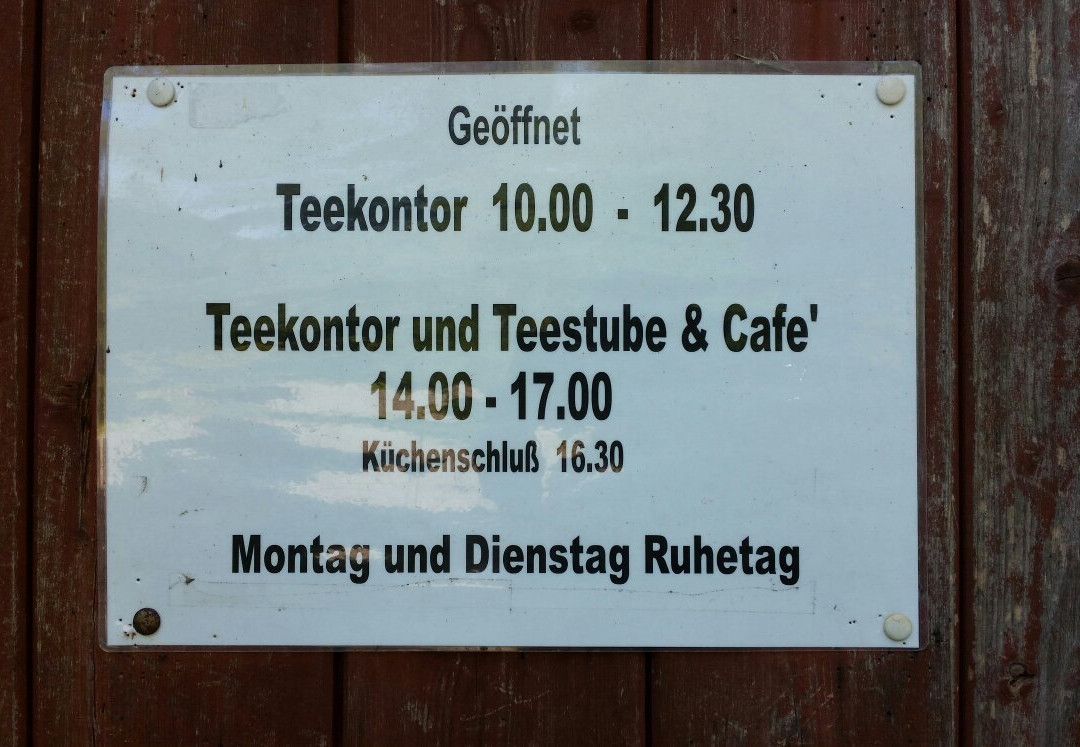 Geöffnet
Teekontor 10.00 - 12.30
Teekontor und Teestube & Cafe'
14.00 - 17.00
Küchenschluß 16.30
Montag und Dienstag Ruhetag